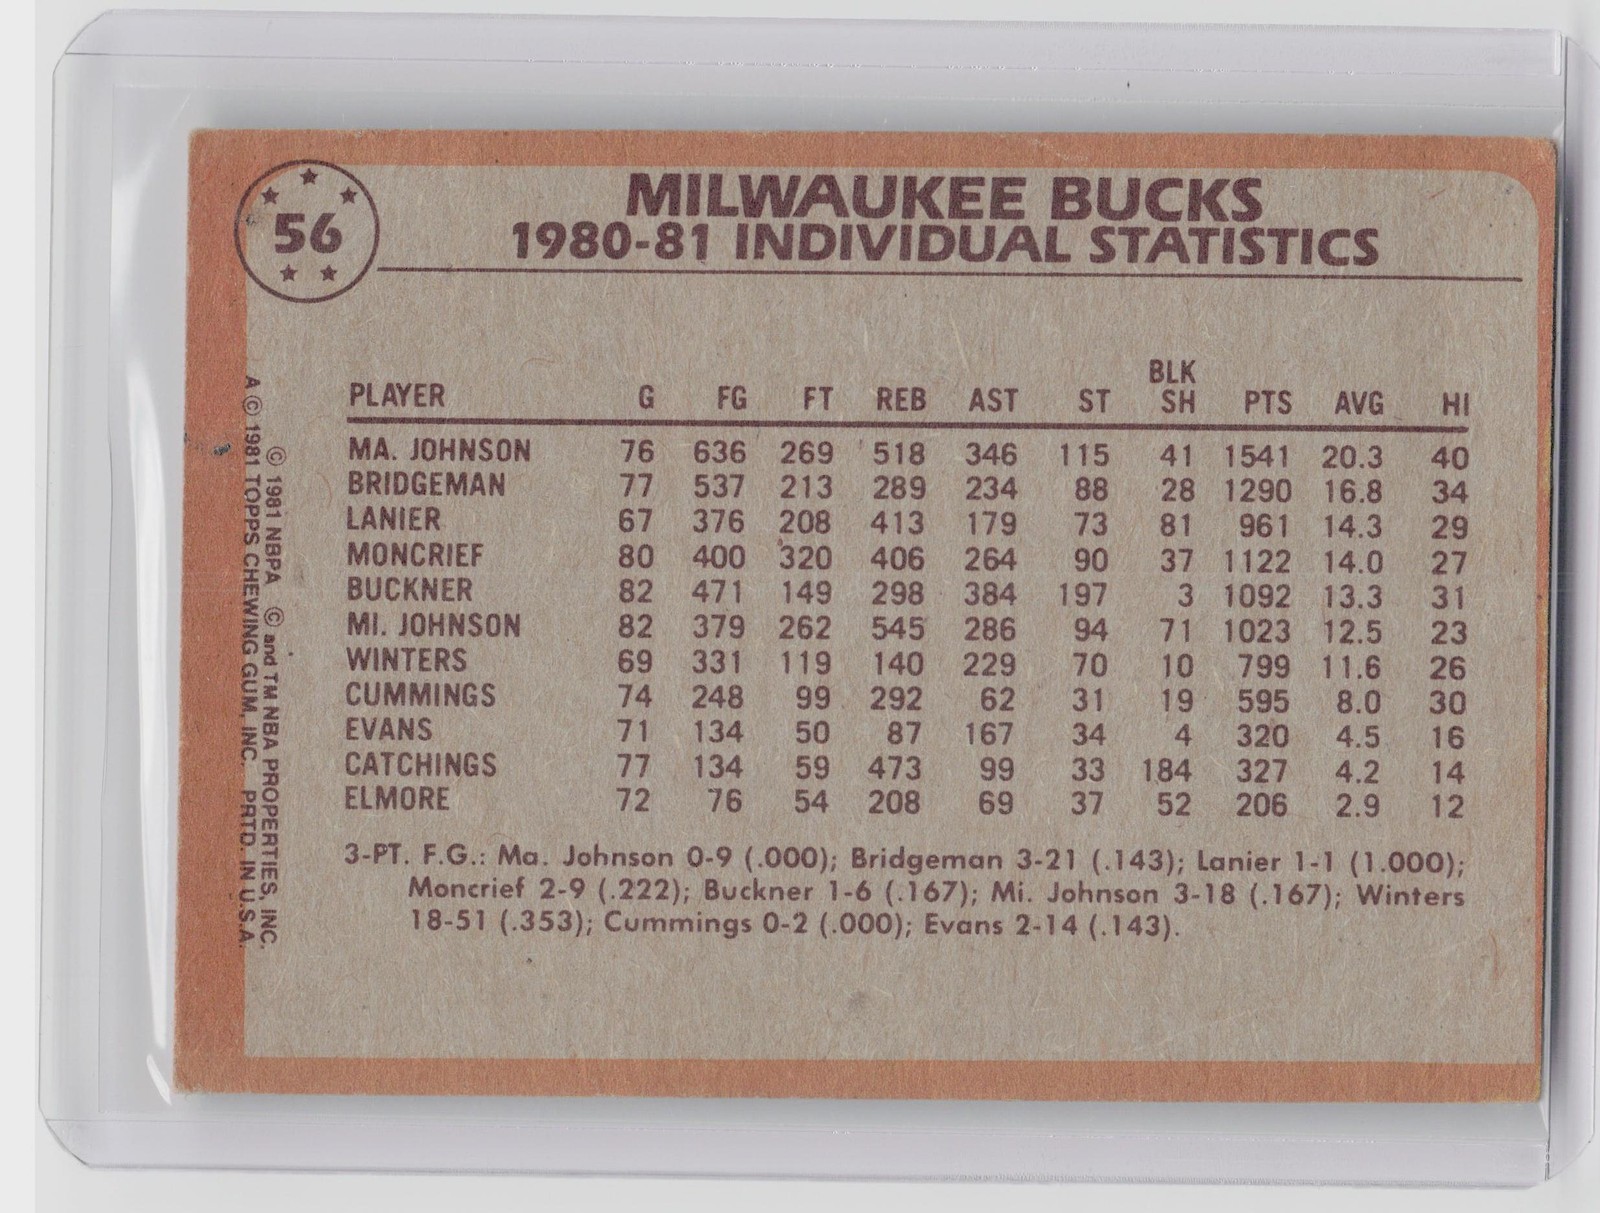 56
MILWAUKEE BUCKS
1980-81 INDIVIDUAL STATISTICS
PLAYER G FG FT REB AST ST BLK SH PTS AVG HI
MA. JOHNSON 76 636 269 518 346 115 41 1541 20.3 40
BRIDGEMAN 77 537 213 289 234 88 28 1290 16.8 34
LANIER 67 376 208 413 179 73 81 961 14.3 29
MONCRIEF 80 400 320 406 264 90 37 1122 14.0 27
BUCKNER 82 471 149 298 384 197 3 1092 13.3 31
MI. JOHNSON 82 379 262 545 286 94 71 1023 12.5 23
WINTERS 69 331 119 140 229 70 10 799 11.6 26
CUMMINGS 74 248 99 292 62 31 19 595 8.0 30
EVANS 71 134 50 87 167 34 4 320 4.5 16
CATCHINGS 77 134 59 473 99 33 184 327 4.2 14
ELMORE 72 76 54 208 69 37 52 206 2.9 12
3-PT. F.G.: Ma. Johnson 0-9 (.000); Bridgeman 3-21 (.143); Lanier 1-1 (1.000);
Moncrief 2-9 (.222); Buckner 1-6 (.167); Mi. Johnson 3-18 (.167); Winters
18-51 (.353); Cummings 0-2 (.000); Evans 2-14 (.143).
© 1981 NBPA © and TM NBA PROPERTIES, INC.
A © 1981 TOPPS CHEWING GUM, INC. PRTD. IN U.S.A.